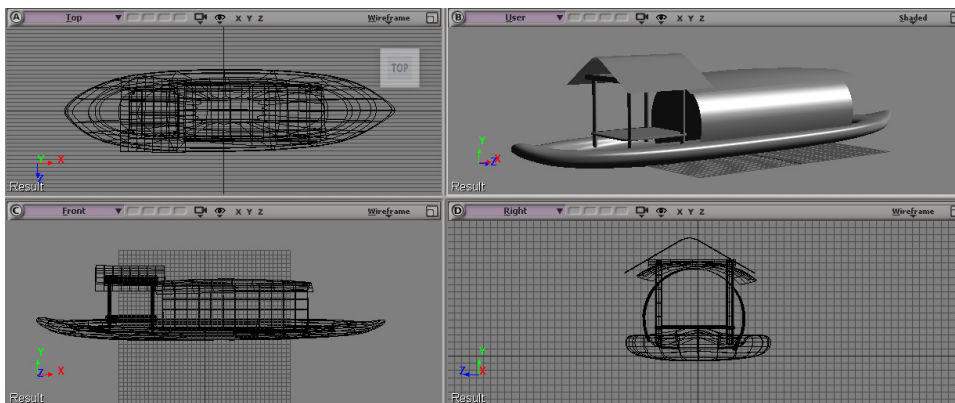 A Top X Y Z Wireframe
TOP
Y X Z
Result
B User X Y Z Shaded
Y Z X
Result
C Front X Y Z Wireframe
Y Z X
Result
D Right X Y Z Wireframe
Y Z X
Result